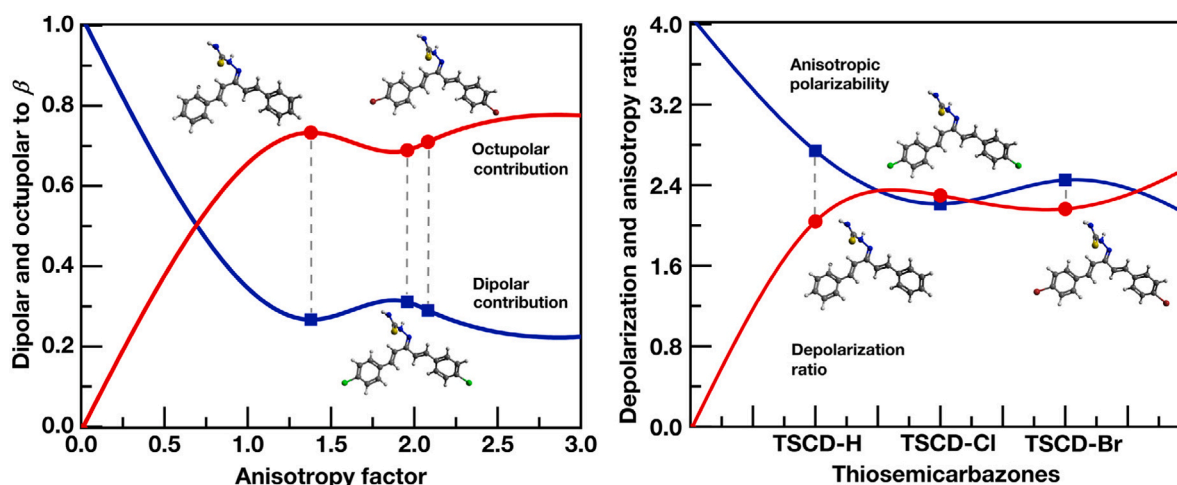 Dipolar and octupolar to β
1.0
0.8
0.6
0.4
0.2
0.0
Octupolar
contribution
Dipolar
contribution
0.0 0.5 1.0 1.5 2.0 2.5 3.0
Anisotropy factor
Depolarization and anisotropy ratios
4.0
3.2
2.4
1.6
0.8
0.0
Anisotropic
polarizability
Depolarization
ratio
TSCD-H TSCD-Cl TSCD-Br
Thiosemicarbazones